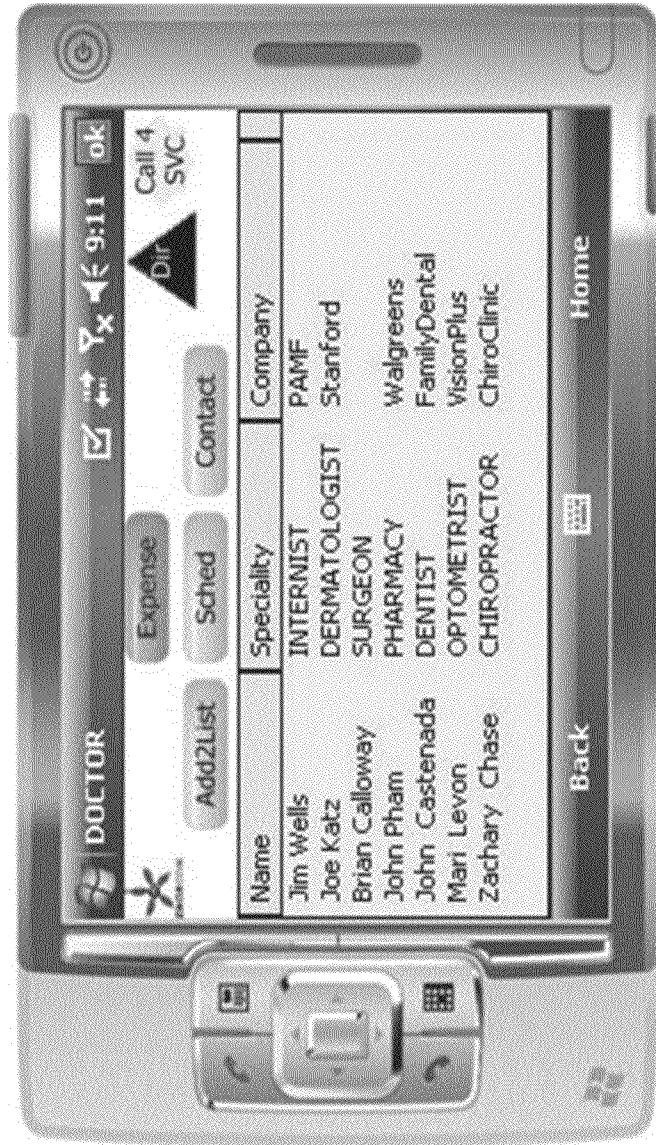 DOCTOR 9:11 ok
Expense
Call 4
SVC
Dir
Add2List Sched Contact
Name Speciality Company
Jim Wells INTERNIST PAMF
Joe Katz DERMATOLOGIST Stanford
Brian Calloway SURGEON
John Pham PHARMACY Walgreens
John Castenada DENTIST FamilyDental
Mari Levon OPTOMETRIST VisionPlus
Zachary Chase CHIROPRACTOR ChiroClinic
Back Home